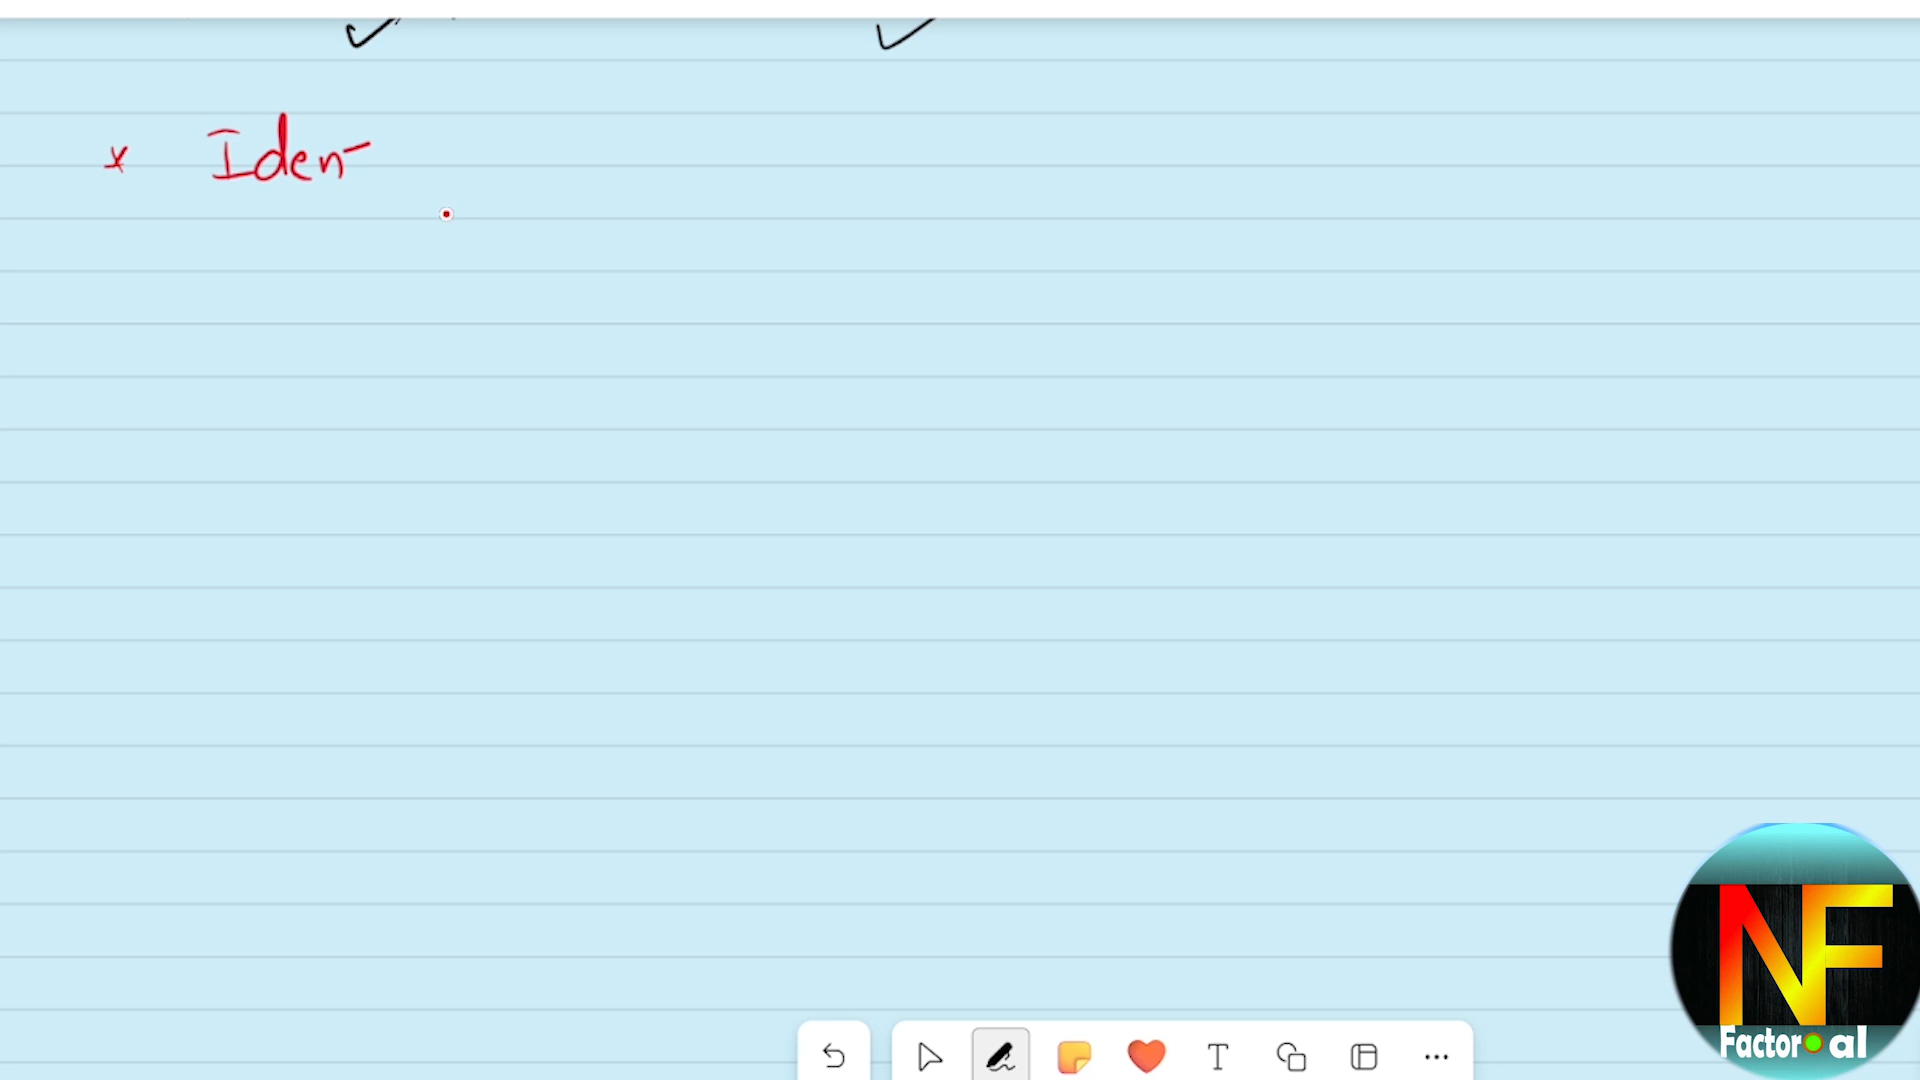 * Iden
NF
Factor al